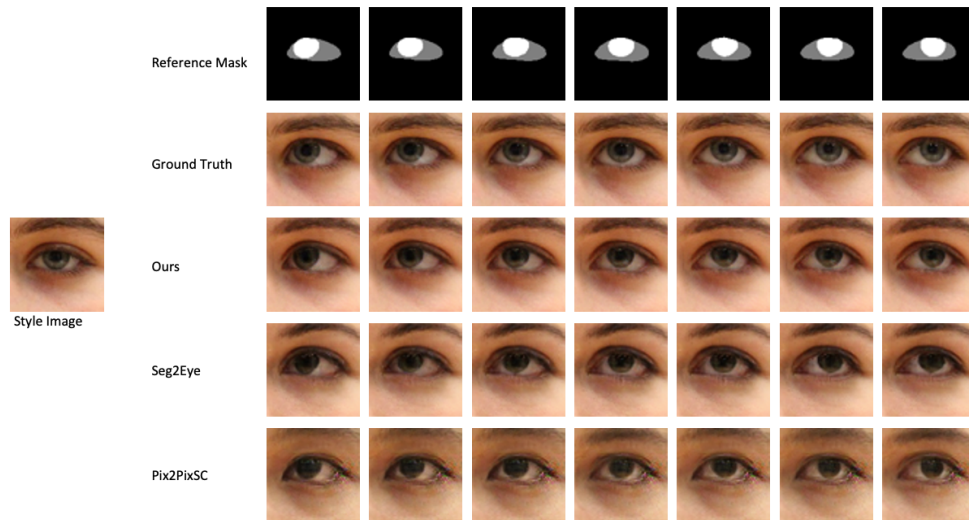 Reference Mask
Ground Truth
Ours
Style Image
Seg2Eye
Pix2PixSC